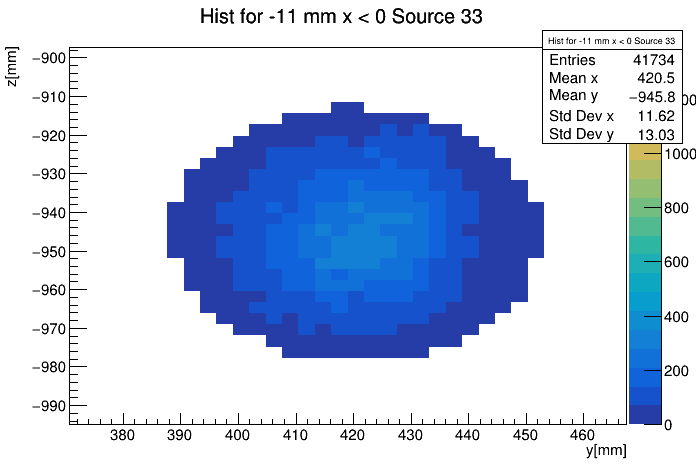 Hist for -11 mm x < 0 Source 33
z[mm]
Hist for -11 mm x < 0 Source 33
Entries 41734
Mean x 420.5
Mean y −945.8
Std Dev x 11.62
Std Dev y 13.03
−900
−910
−920
−930
−940
−950
−960
−970
−980
−990
1000
800
600
400
200
0
380 390 400 410 420 430 440 450 460
y[mm]